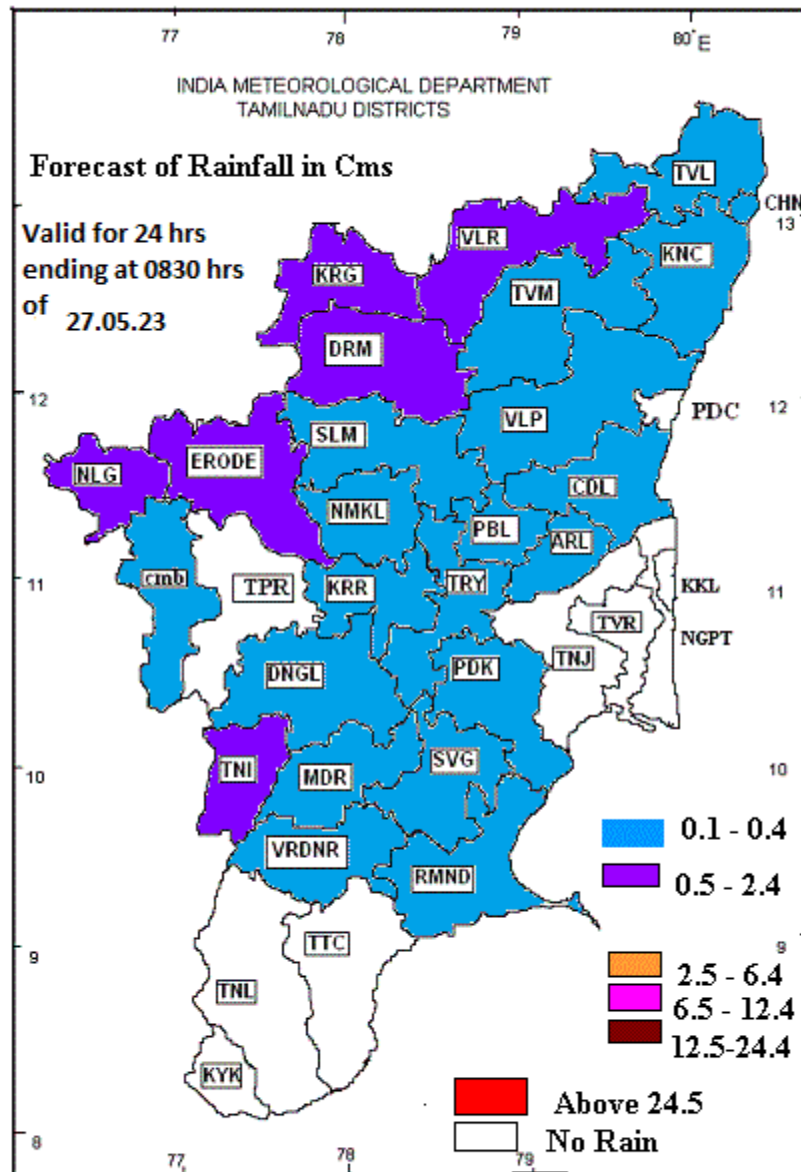 77 78 79 80°E
INDIA METEOROLOGICAL DEPARTMENT
TAMILNADU DISTRICTS
Forecast of Rainfall in Cms
Valid for 24 hrs
ending at 0830 hrs
of
27.05.23
TVL
CHN
13
VLR
KNC
KRG
TVM
DRM
12
12
PDC
VLP
SLM
ERODE
NLG
CDL
NMKL
PBL
ARL
11
cmb
TPR
KRR
TRY
KKL
11
TVR
NGPT
TNJ
DNGL
PDK
10
TNI
MDR
SVG
10
0.1 - 0.4
VRDNR
RMND
0.5 - 2.4
9
TTC
9
2.5 - 6.4
TNL
6.5 - 12.4
12.5-24.4
KYK
Above 24.5
No Rain
8
77 78 79